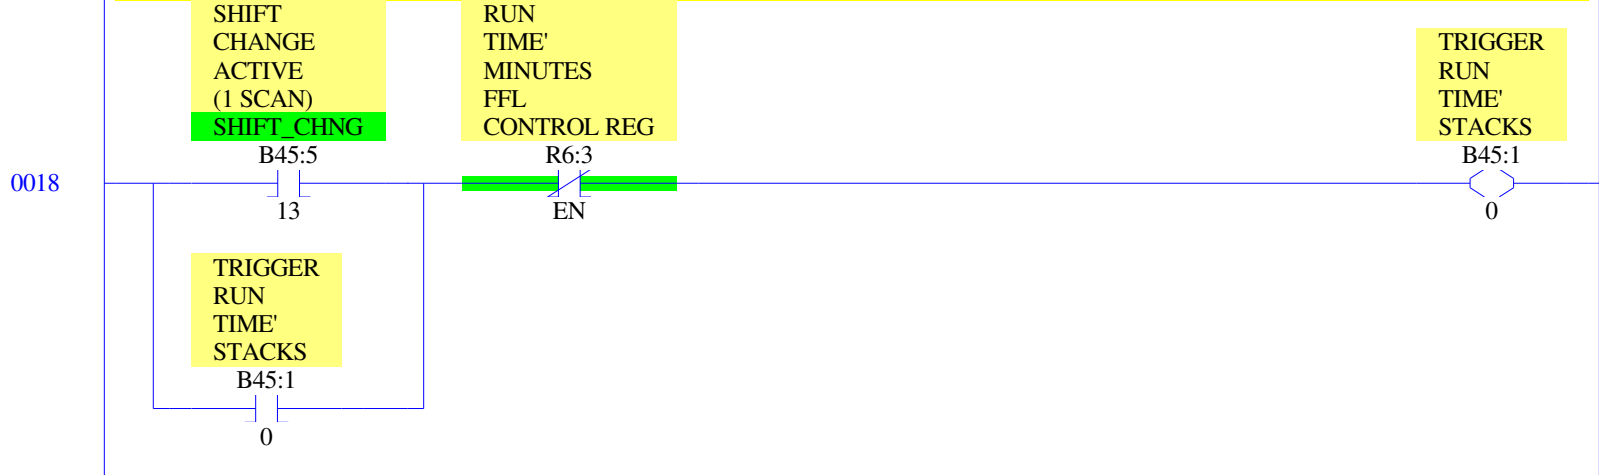 SHIFT
CHANGE
ACTIVE
(1 SCAN)
SHIFT_CHNG
B45:5
13
RUN
TIME'
MINUTES
FFL
CONTROL REG
R6:3
EN
TRIGGER
RUN
TIME'
STACKS
B45:1
0
0018
TRIGGER
RUN
TIME'
STACKS
B45:1
0